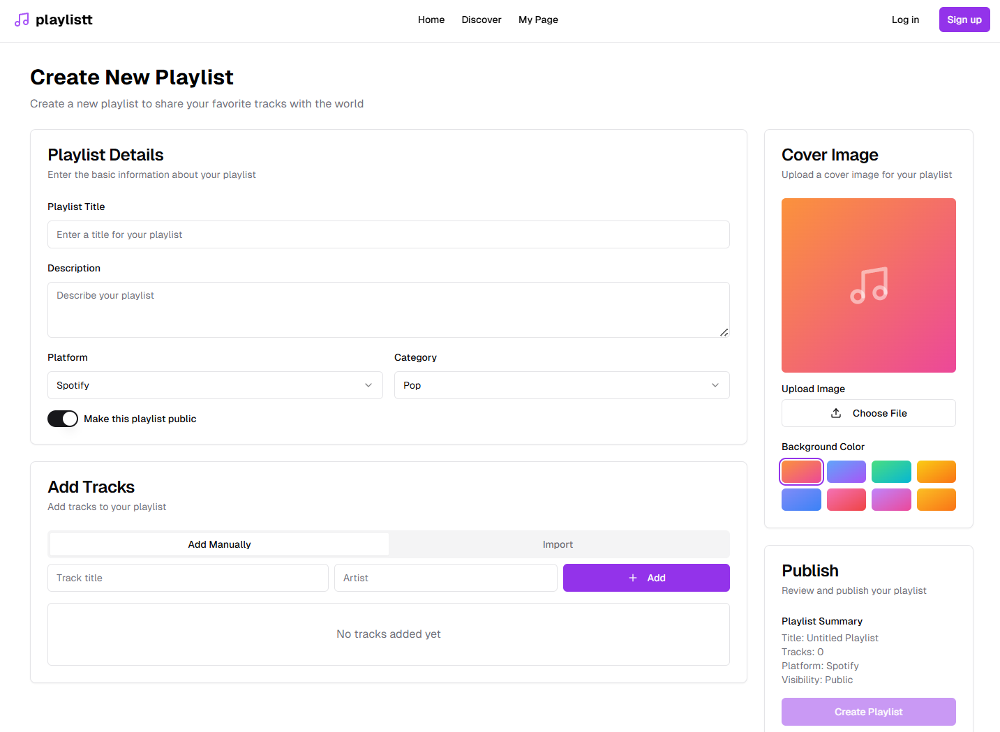 playlistt
Home Discover My Page
Log in Sign up
Create New Playlist
Create a new playlist to share your favorite tracks with the world
Playlist Details
Enter the basic information about your playlist
Playlist Title
Enter a title for your playlist
Description
Describe your playlist
Platform
Spotify
Category
Pop
Make this playlist public
Add Tracks
Add tracks to your playlist
Add Manually
Import
Track title
Artist
Add
No tracks added yet
Cover Image
Upload a cover image for your playlist
Upload Image
Choose File
Background Color
Publish
Review and publish your playlist
Playlist Summary
Title: Untitled Playlist
Tracks: 0
Platform: Spotify
Visibility: Public
Create Playlist